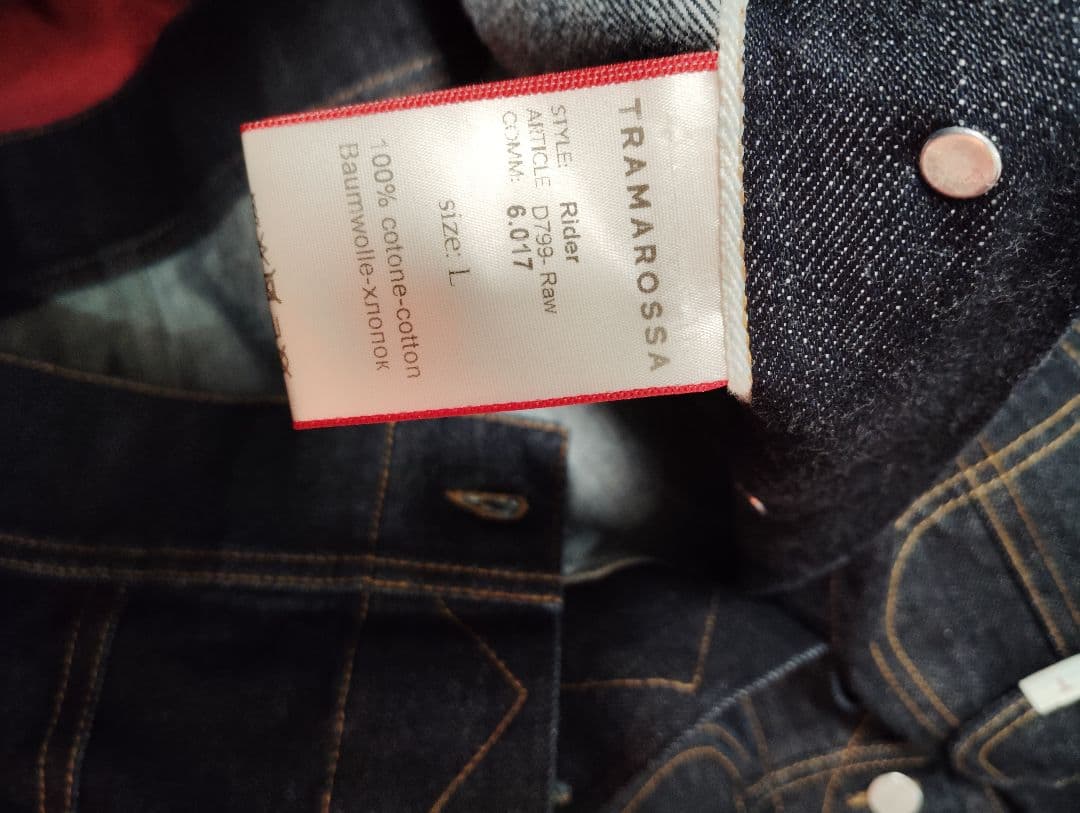 TRAMAROSSA
STYLE: Rider
ARTICLE D799- Raw
COMM: 6.017
size: L
100% cotone-cotton
Baumwolle-хлопок